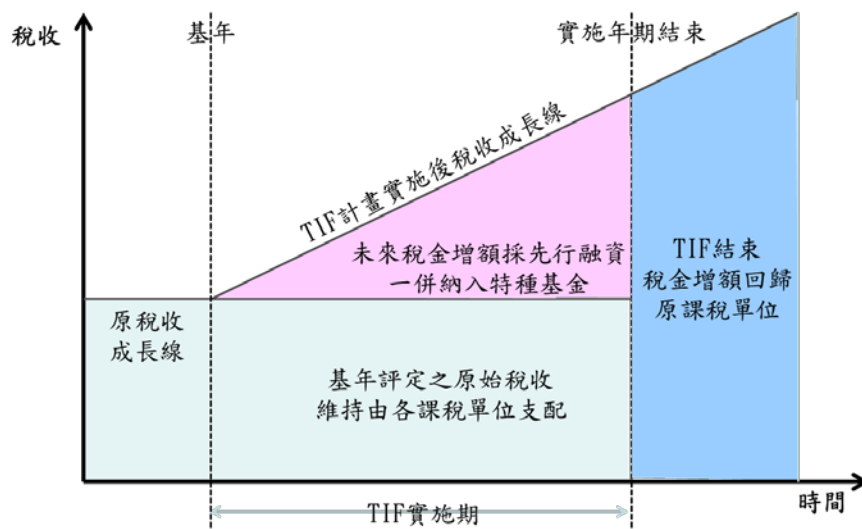 稅收
基年
實施年期結束
TIF計畫實施後稅收成長線
未來稅金增額採先行融資
一併納入特種基金
TIF結束
稅金增額回歸
原課稅單位
原稅收
成長線
基年評定之原始稅收
維持由各課稅單位支配
時間
TIF實施期